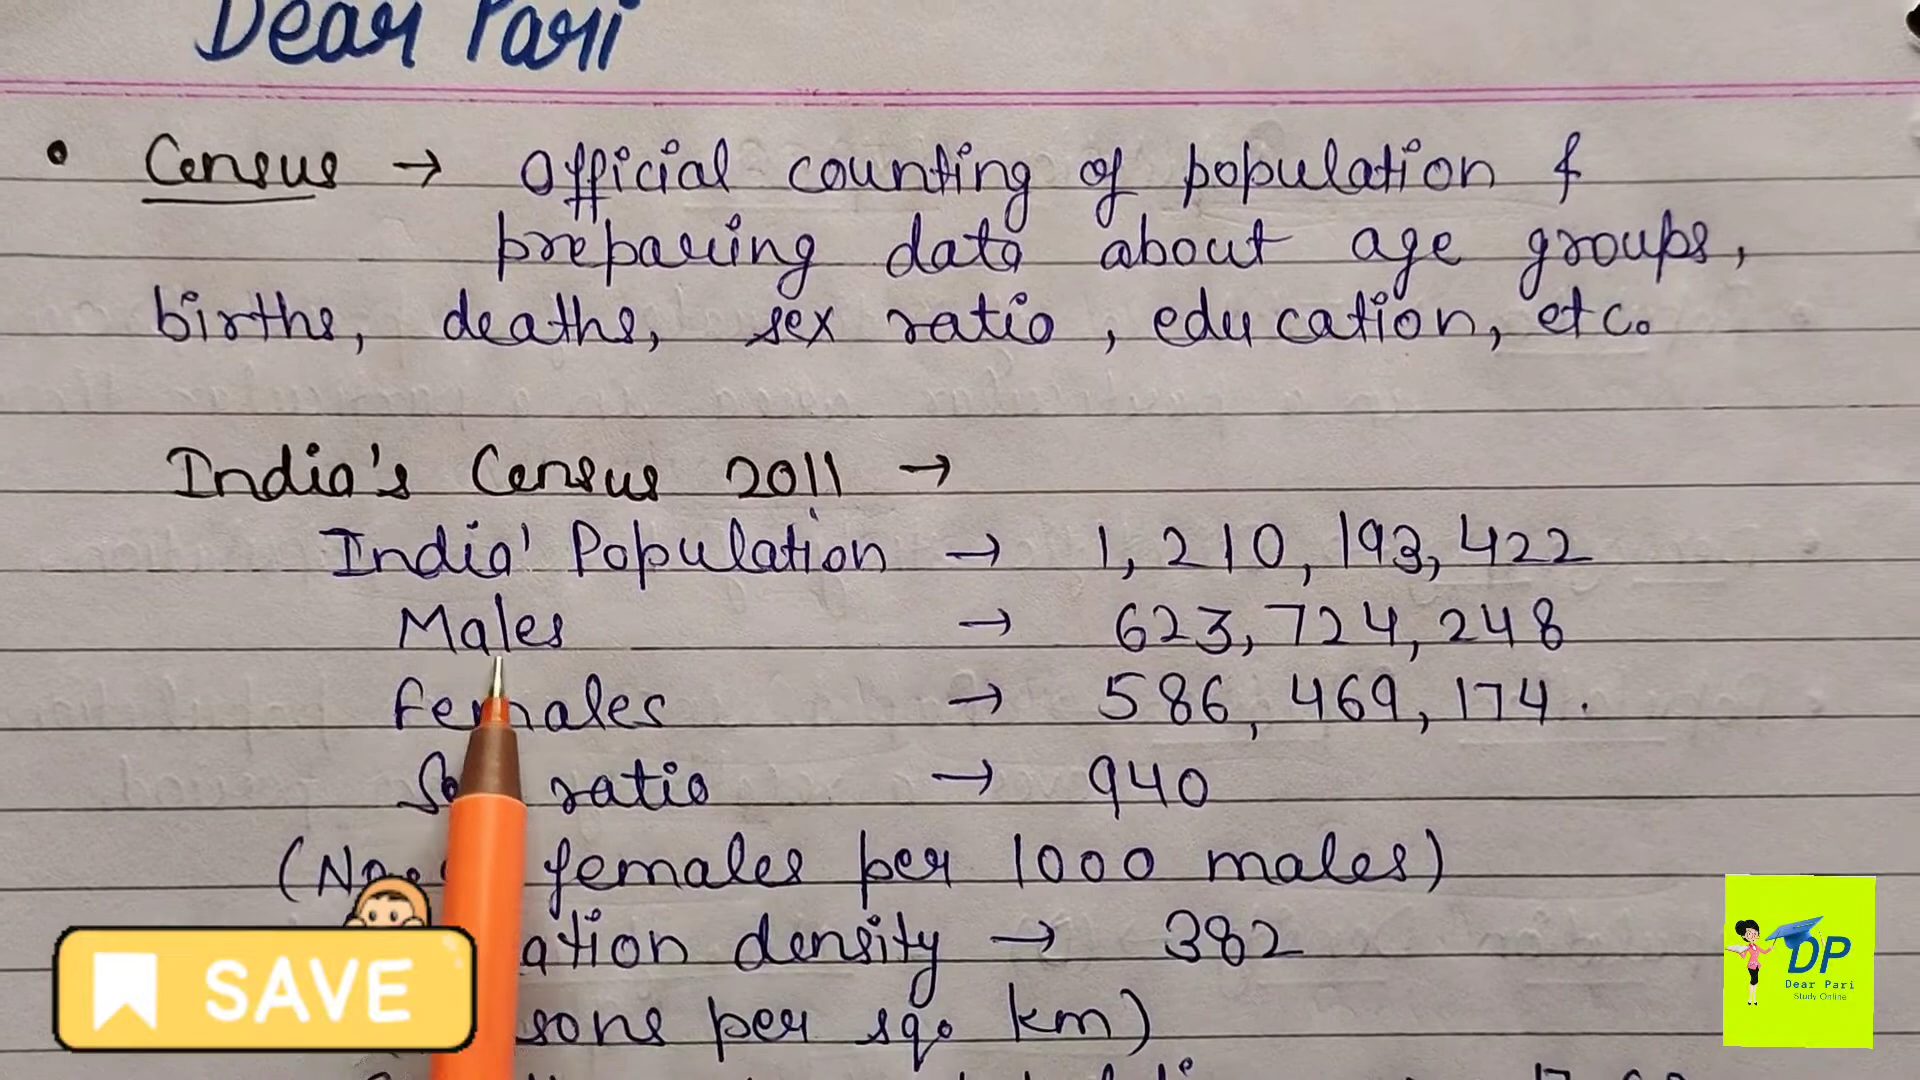 Dear Pari
• Census → Official counting of population &
preparing data about age groups,
births, deaths, sex ratio, education, etc.
India's Census 2011 →
India' Population → 1,210,193,422
Males → 623,724,248
Females → 586,469,174.
ratio → 940
females per 1000 males)
density → 382
per sq. km)
SAVE
DP
Dear Pari
Study Online